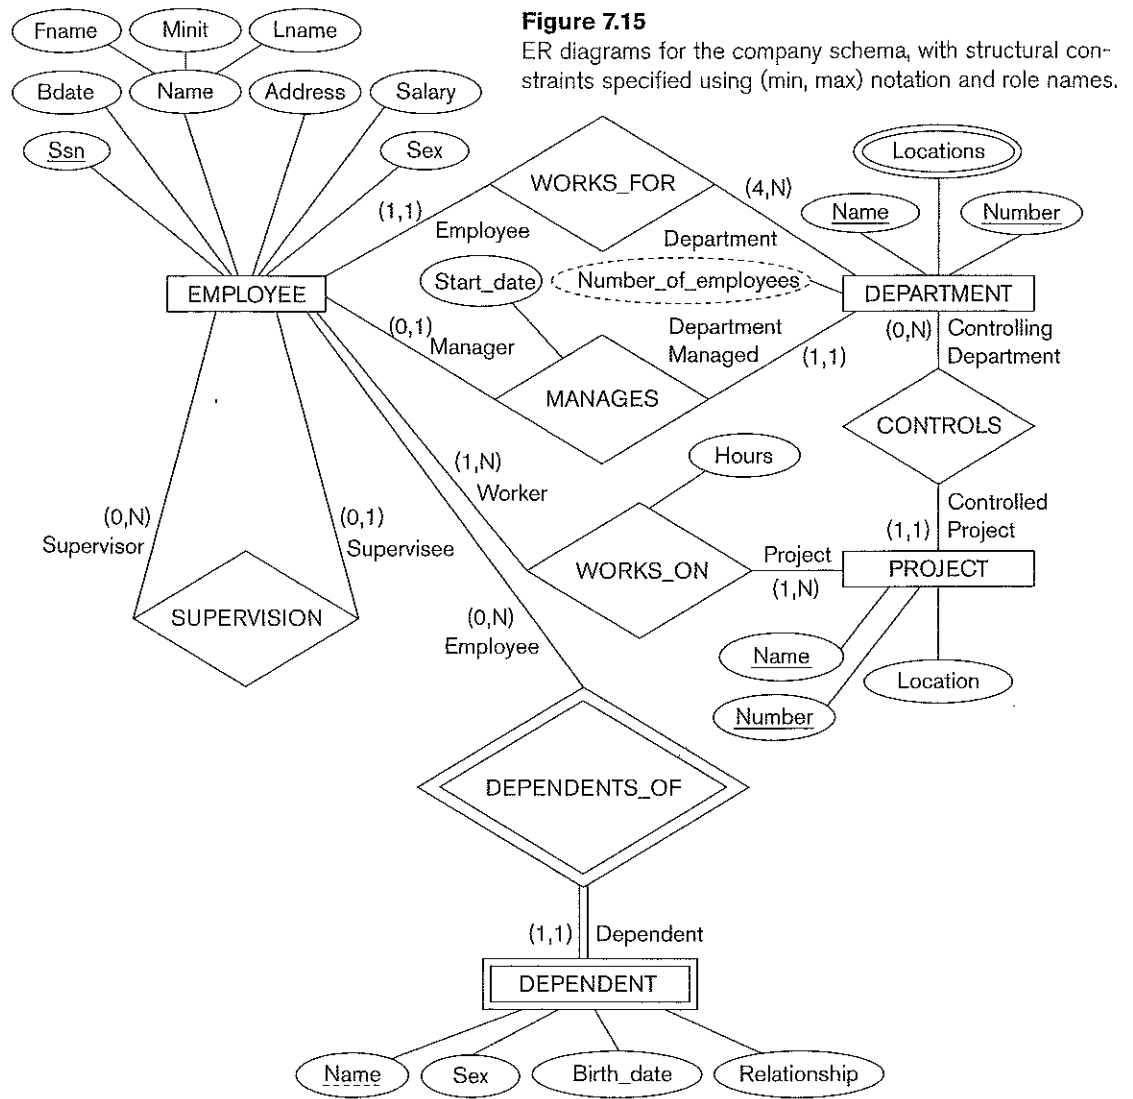 Figure 7.15
ER diagrams for the company schema, with structural con-
straints specified using (min, max) notation and role names.
Fname
Minit
Lname
Bdate
Name
Address
Salary
Ssn
Sex
WORKS_FOR
Locations
(1,1)
Employee
(4,N)
Department
Name
Number
EMPLOYEE
Start_date
Number_of_employees
DEPARTMENT
(0,1)
Manager
Department
Managed
(1,1)
(0,N)
Controlling
Department
MANAGES
CONTROLS
Hours
(1,N)
Worker
(0,N)
Supervisor
(0,1)
Supervisee
Controlled
Project
(1,1)
WORKS_ON
Project
(1,N)
PROJECT
SUPERVISION
(0,N)
Employee
Name
Number
Location
DEPENDENTS_OF
(1,1)
Dependent
DEPENDENT
Name
Sex
Birth_date
Relationship